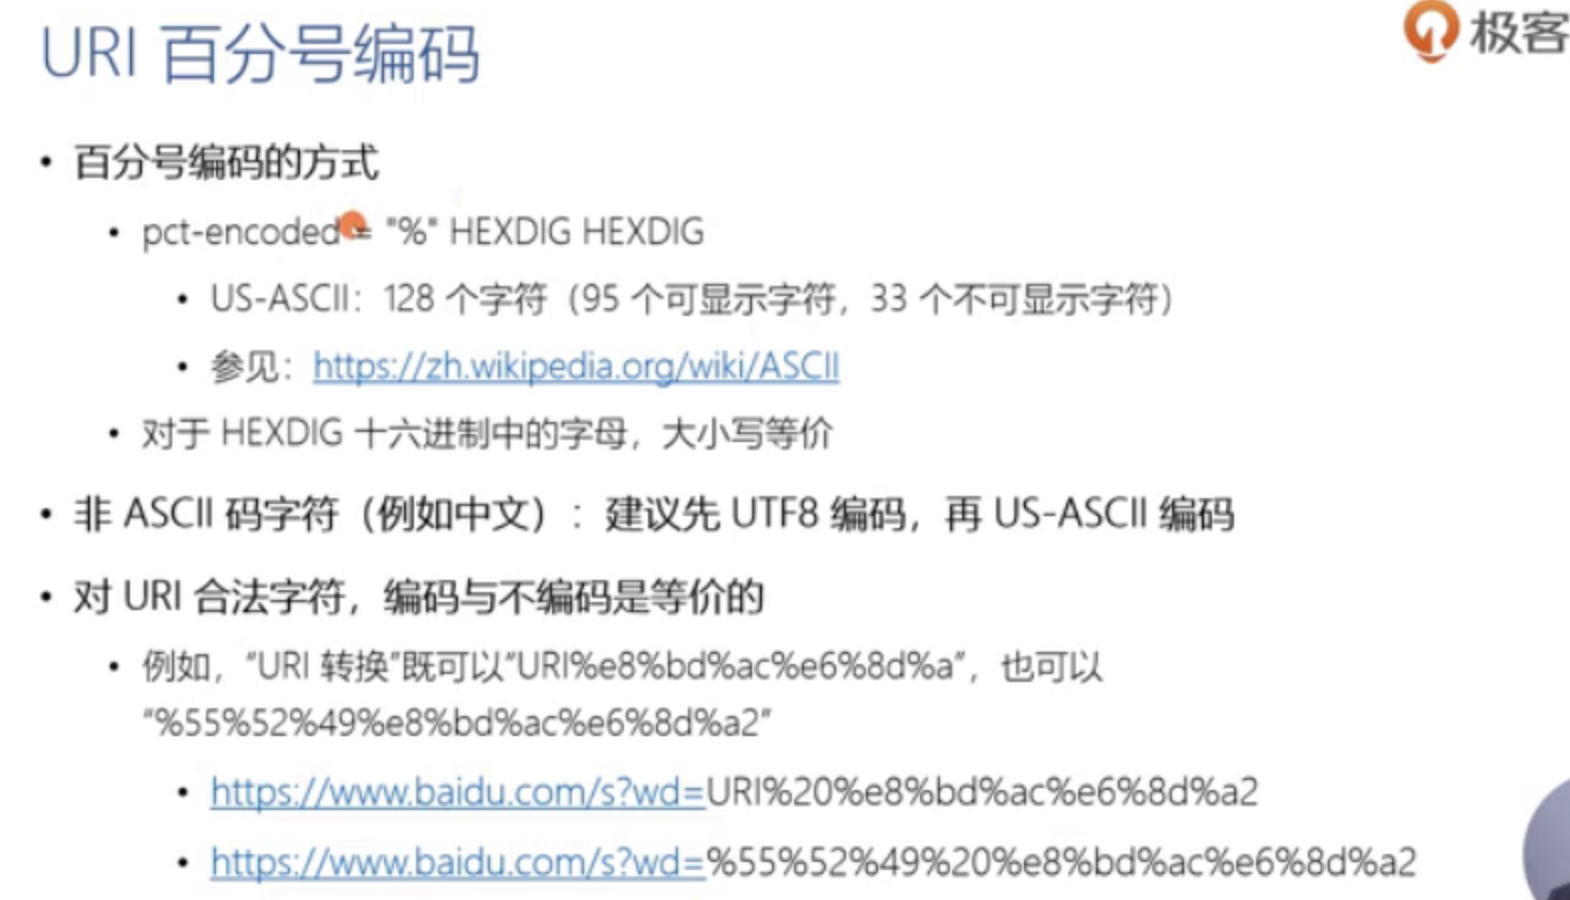 URI 百分号编码
极客
• 百分号编码的方式
• pct-encoded = "%" HEXDIG HEXDIG
• US-ASCII：128 个字符（95 个可显示字符，33 个不可显示字符）
• 参见：https://zh.wikipedia.org/wiki/ASCII
• 对于 HEXDIG 十六进制中的字母，大小写等价
• 非 ASCII 码字符（例如中文）：建议先 UTF8 编码，再 US-ASCII 编码
• 对 URI 合法字符，编码与不编码是等价的
• 例如，“URI 转换”既可以“URI%e8%bd%ac%e6%8d%a”，也可以
“%55%52%49%e8%bd%ac%e6%8d%a2”
• https://www.baidu.com/s?wd=URI%20%e8%bd%ac%e6%8d%a2
• https://www.baidu.com/s?wd=%55%52%49%20%e8%bd%ac%e6%8d%a2